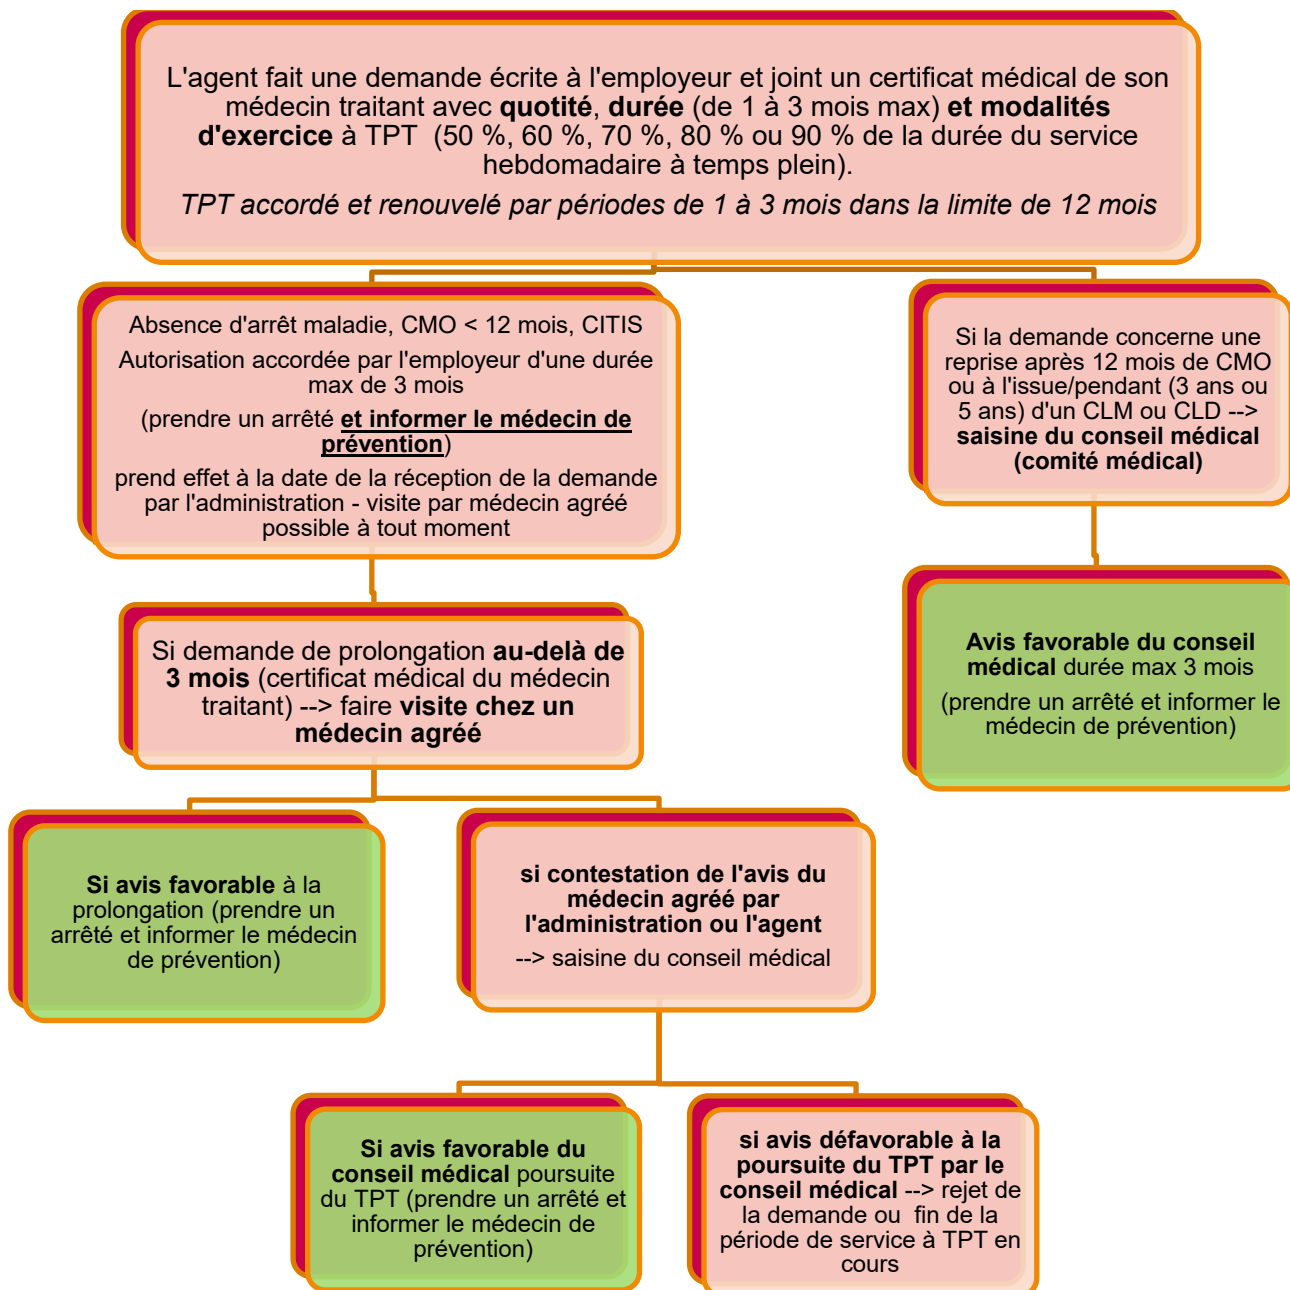 L'agent fait une demande écrite à l'employeur et joint un certificat médical de son
médecin traitant avec quotité, durée (de 1 à 3 mois max) et modalités
d'exercice à TPT  (50 %, 60 %, 70 %, 80 % ou 90 % de la durée du service
hebdomadaire à temps plein).
TPT accordé et renouvelé par périodes de 1 à 3 mois dans la limite de 12 mois
Absence d'arrêt maladie, CMO < 12 mois, CITIS
Autorisation accordée par l'employeur d'une durée
max de 3 mois
(prendre un arrêté et informer le médecin de
prévention)
prend effet à la date de la réception de la demande
par l'administration - visite par médecin agréé
possible à tout moment
Si la demande concerne une
reprise après 12 mois de CMO
ou à l'issue/pendant (3 ans ou
5 ans) d'un CLM ou CLD -->
saisine du conseil médical
(comité médical)
Si demande de prolongation au-delà de
3 mois (certificat médical du médecin
traitant) --> faire visite chez un
médecin agréé
Avis favorable du conseil
médical durée max 3 mois
(prendre un arrêté et informer le
médecin de prévention)
Si avis favorable à la
prolongation (prendre un
arrêté et informer le médecin
de prévention)
si contestation de l'avis du
médecin agréé par
l'administration ou l'agent
--> saisine du conseil médical
Si avis favorable du
conseil médical poursuite
du TPT (prendre un arrêté et
informer le médecin de
prévention)
si avis défavorable à la
poursuite du TPT par le
conseil médical --> rejet de
la demande ou  fin de la
période de service à TPT en
cours